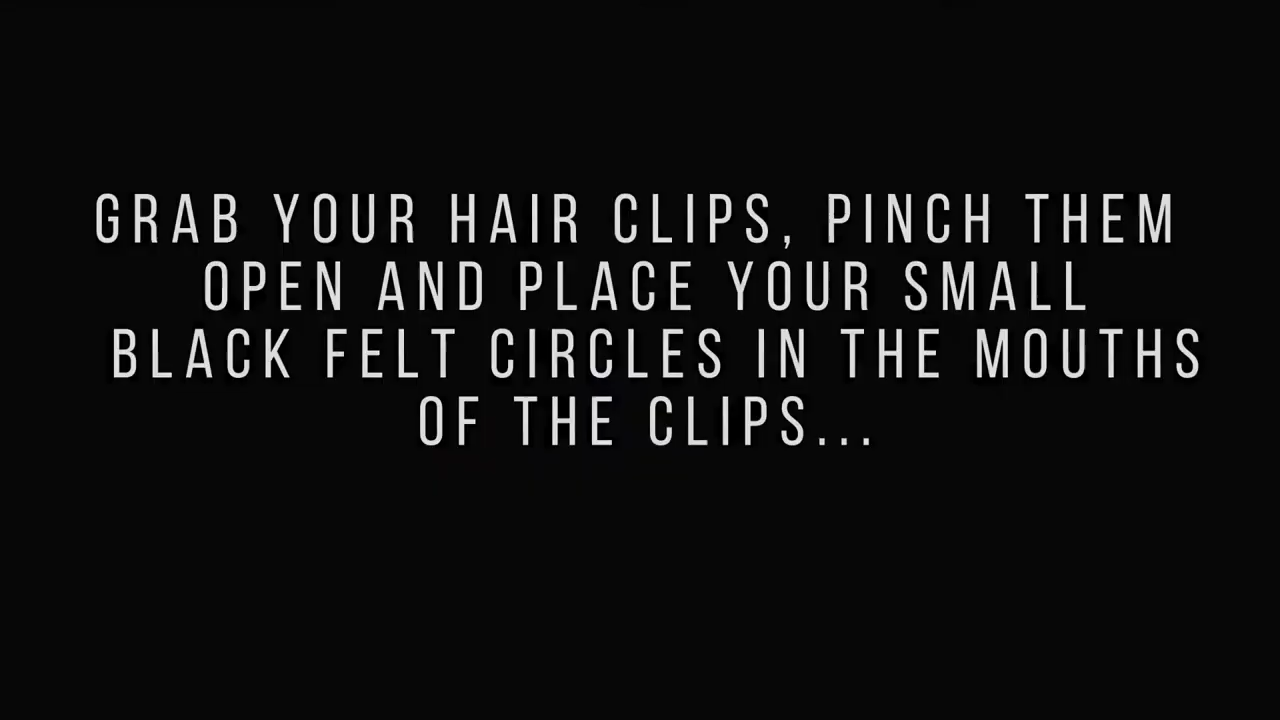 GRAB YOUR HAIR CLIPS, PINCH THEM
OPEN AND PLACE YOUR SMALL
BLACK FELT CIRCLES IN THE MOUTHS
OF THE CLIPS...